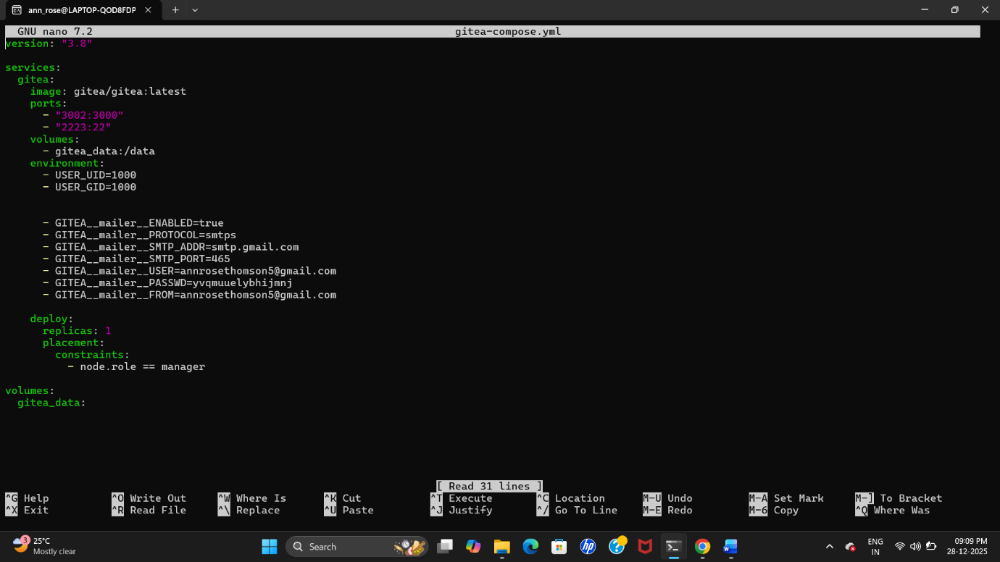 ann_rose@LAPTOP-QOD8FDP
GNU nano 7.2 gitea-compose.yml
version: "3.8"
services:
gitea:
image: gitea/gitea:latest
ports:
- "3002:3000"
- "2223:22"
volumes:
- gitea_data:/data
environment:
- USER_UID=1000
- USER_GID=1000
- GITEA__mailer__ENABLED=true
- GITEA__mailer__PROTOCOL=smtps
- GITEA__mailer__SMTP_ADDR=smtp.gmail.com
- GITEA__mailer__SMTP_PORT=465
- GITEA__mailer__USER=annrosethomson5@gmail.com
- GITEA__mailer__PASSWD=yvqmuuelybhijmnj
- GITEA__mailer__FROM=annrosethomson5@gmail.com
deploy:
replicas: 1
placement:
constraints:
- node.role == manager
volumes:
gitea_data:
[ Read 31 lines ]
^G Help ^O Write Out ^W Where Is ^K Cut ^T Execute ^C Location M-U Undo M-A Set Mark M-] To Bracket
^X Exit ^R Read File ^\ Replace ^U Paste ^J Justify ^/ Go To Line M-E Redo M-6 Copy ^Q Where Was
3 25°C
Mostly clear
Search
ENG
IN
09:09 PM
28-12-2025